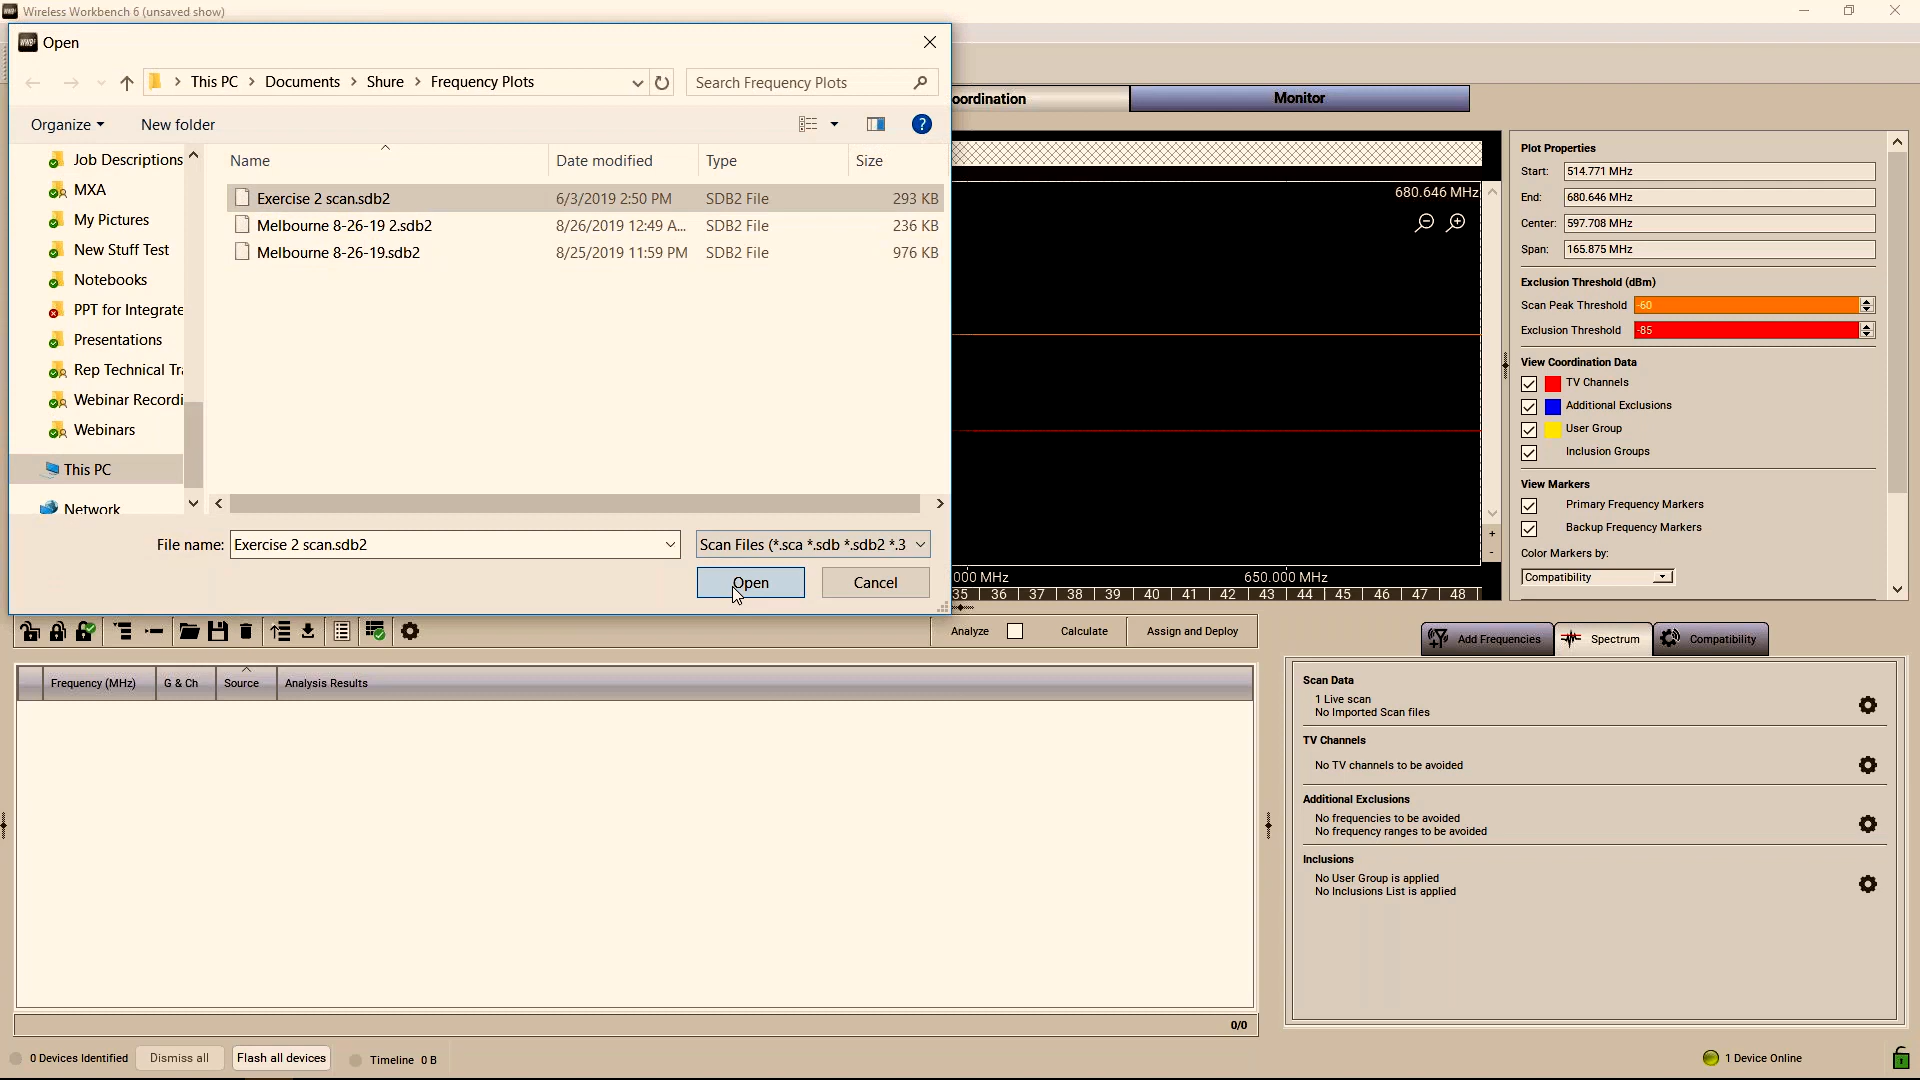 Wireless Workbench 6 (unsaved show)
Open
This PC > Documents > Shure > Frequency Plots
Search Frequency Plots
Organize
New folder
oordination
Monitor
Job Descriptions
MXA
My Pictures
New Stuff Test
Notebooks
PPT for Integrate
Presentations
Rep Technical Tra
Webinar Recordi
Webinars
This PC
Network
Name Date modified Type Size
Exercise 2 scan.sdb2 6/3/2019 2:50 PM SDB2 File 293 KB
Melbourne 8-26-19 2.sdb2 8/26/2019 12:49 A... SDB2 File 236 KB
Melbourne 8-26-19.sdb2 8/25/2019 11:59 PM SDB2 File 976 KB
File name: Exercise 2 scan.sdb2
Scan Files (*.sca *.sdb *.sdb2 *.3
Open
Cancel
680.646 MHz
000 MHz 650.000 MHz
35 36 37 38 39 40 41 42 43 44 45 46 47 48
+
-
Plot Properties
Start: 514.771 MHz
End: 680.646 MHz
Center: 597.708 MHz
Span: 165.875 MHz
Exclusion Threshold (dBm)
Scan Peak Threshold -60
Exclusion Threshold -85
View Coordination Data
TV Channels
Additional Exclusions
User Group
Inclusion Groups
View Markers
Primary Frequency Markers
Backup Frequency Markers
Color Markers by:
Compatibility
Analyze
Calculate
Assign and Deploy
Add Frequencies
Spectrum
Compatibility
Frequency (MHz) G & Ch Source Analysis Results
0/0
Scan Data
1 Live scan
No Imported Scan files
TV Channels
No TV channels to be avoided
Additional Exclusions
No frequencies to be avoided
No frequency ranges to be avoided
Inclusions
No User Group is applied
No Inclusions List is applied
0 Devices Identified
Dismiss all
Flash all devices
Timeline 0 B
1 Device Online